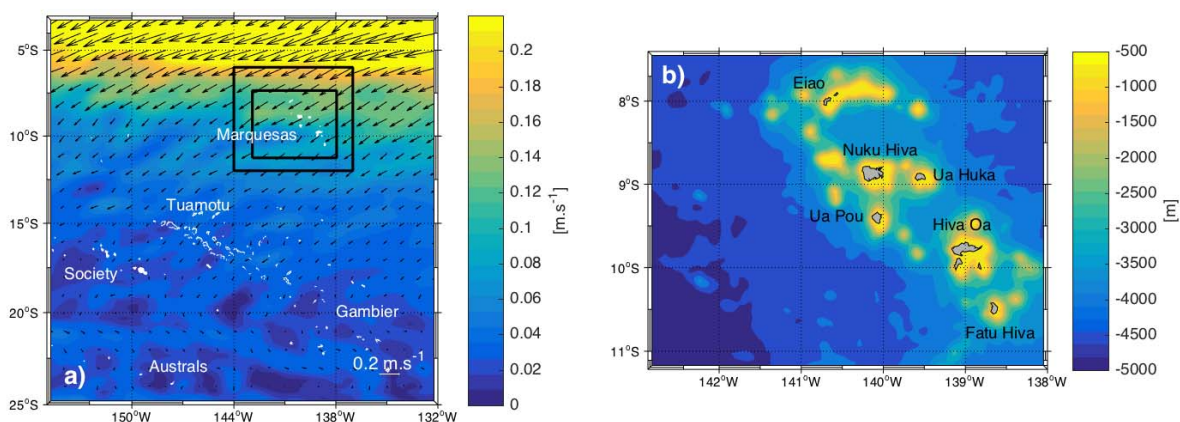 5°S
10°S
15°S
20°S
25°S
150°W
144°W
138°W
132°W
Marquesas
Tuamotu
Society
Gambier
Australs
0.2 m.s-1
a)
0.2
0.18
0.16
0.14
0.12
0.1
0.08
0.06
0.04
0.02
0
[m.s-1]
b)
8°S
9°S
10°S
11°S
142°W
141°W
140°W
139°W
138°W
Eiao
Nuku Hiva
Ua Huka
Ua Pou
Hiva Oa
Fatu Hiva
-500
-1000
-1500
-2000
-2500
-3000
-3500
-4000
-4500
-5000
[m]